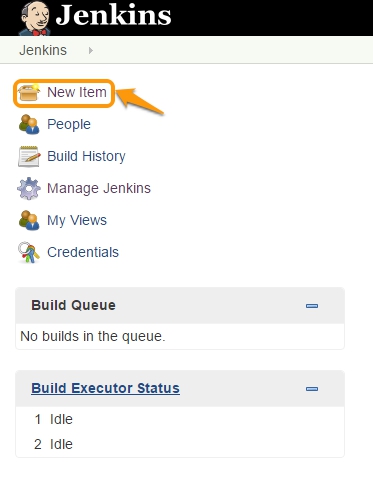 Jenkins
Jenkins
New Item
People
Build History
Manage Jenkins
My Views
Credentials
Build Queue
No builds in the queue.
Build Executor Status
1 Idle
2 Idle